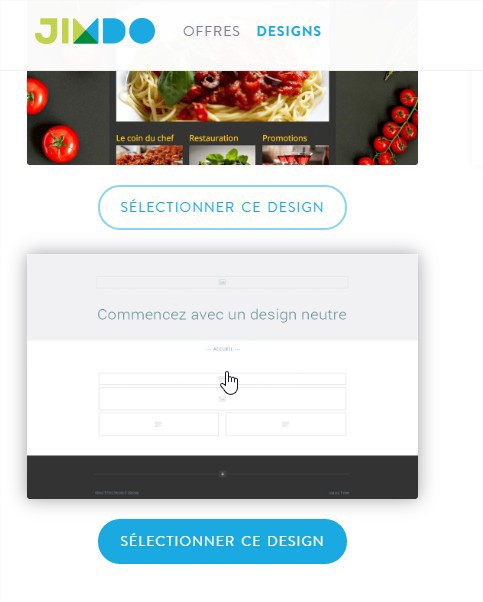 JIMDO OFFRES DESIGNS
Le coin du chef Restauration Promotions
SÉLECTIONNER CE DESIGN
Commencez avec un design neutre
ACCUEIL
SÉLECTIONNER CE DESIGN